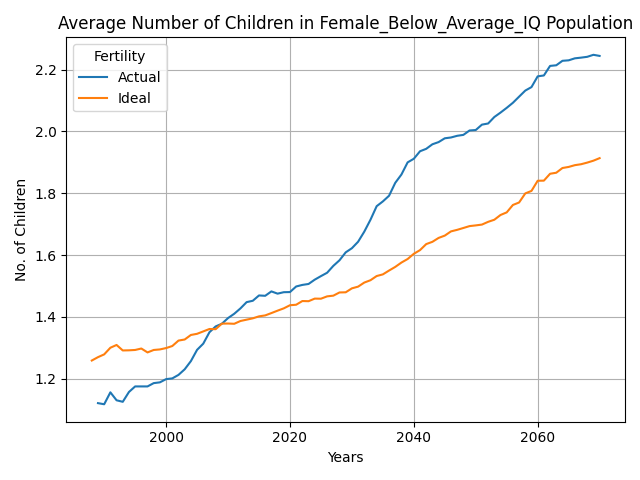 Average Number of Children in Female_Below_Average_IQ Population
Fertility
Actual
Ideal
2.2
2.0
1.8
1.6
1.4
1.2
No. of Children
2000
2020
2040
2060
Years